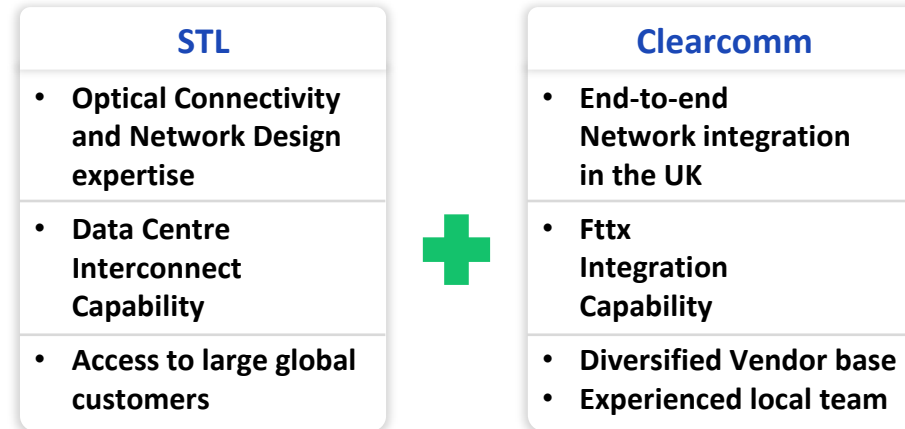 STL
• Optical Connectivity
and Network Design
expertise
• Data Centre
Interconnect
Capability
• Access to large global
customers
Clearcomm
• End-to-end
Network integration
in the UK
• Fttx
Integration
Capability
• Diversified Vendor base
• Experienced local team